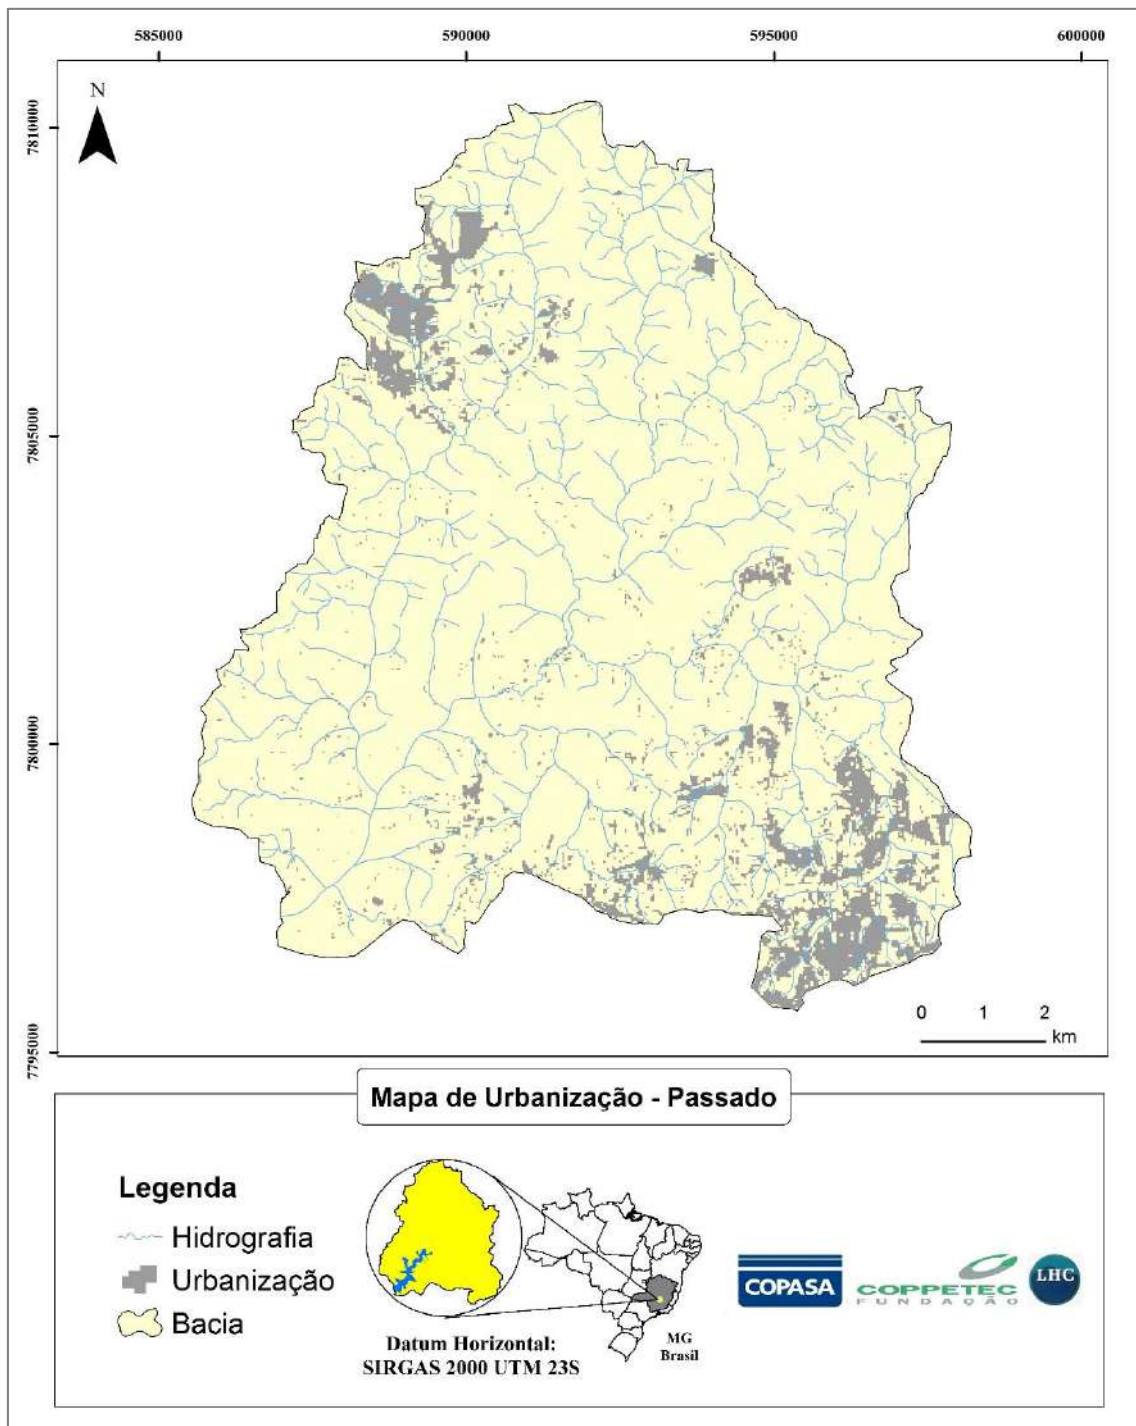 585000 590000 595000 600000
N
7810000
7805000
7800000
7795000
0 1 2
km
Mapa de Urbanização - Passado
Legenda
Hidrografia
Urbanização
Bacia
Datum Horizontal:
SIRGAS 2000 UTM 23S
MG
Brasil
COPASA
COPPETEC
FUNDAÇÃO
LHC